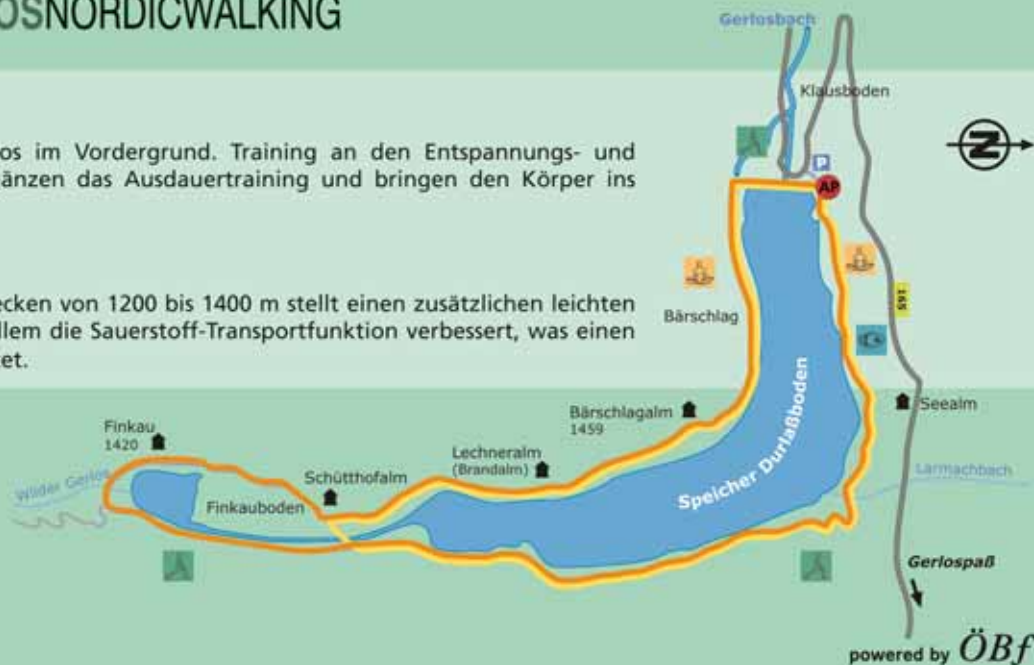 OSNORDICWALKING
os im Vordergrund. Training an den Entspannungs- und
gänzen das Ausdauertraining und bringen den Körper ins
ecken von 1200 bis 1400 m stellt einen zusätzlichen leichten
llem die Sauerstoff-Transportfunktion verbessert, was einen
tet.
Gerlosbach
Klausboden
N
P
AP
Bärschlag
165
Seealm
Bärschlagalm
1459
Speicher Durlaßboden
Finkau
1420
Lechneralm
(Brandalm)
Schütthofalm
Larmachbach
Wilder Gerlos
Finkauboden
Gerlospaß
powered by ÖBf